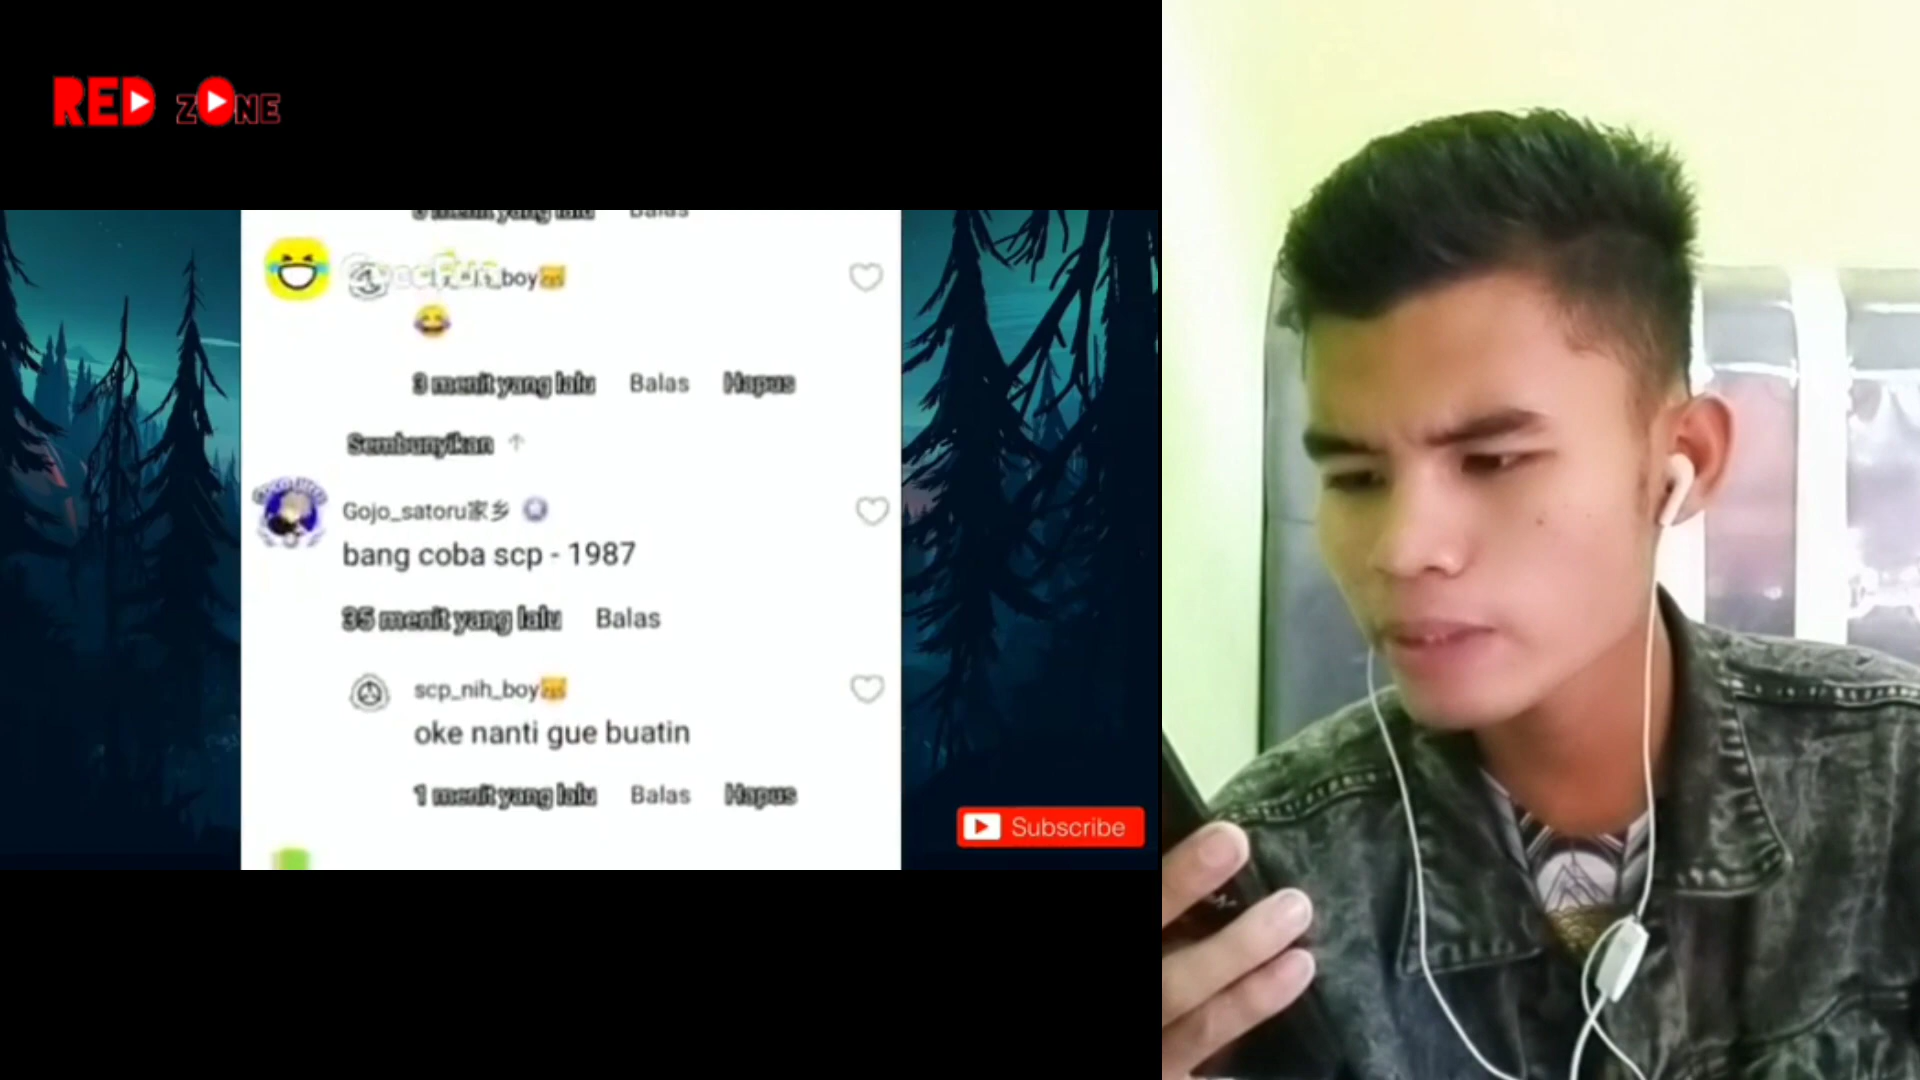 RED ZONE
3 menit yang lalu Balas Hapus
Sembunyikan ↑
Gojo_satoru家乡
bang coba scp - 1987
35 menit yang lalu Balas
scp_nih_boy
oke nanti gue buatin
1 menit yang lalu Balas Hapus
Subscribe